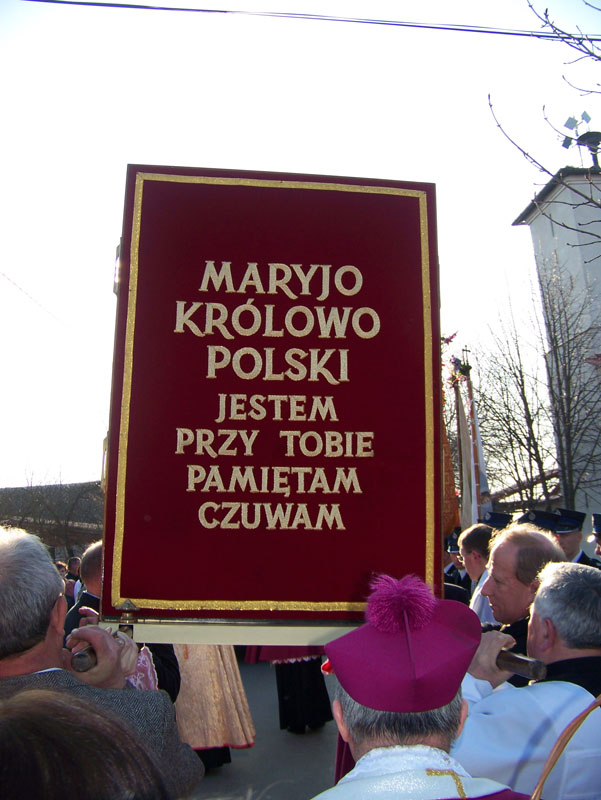 MARYJO
KRÓLOWO
POLSKI
JESTEM
PRZY TOBIE
PAMIĘTAM
CZUWAM